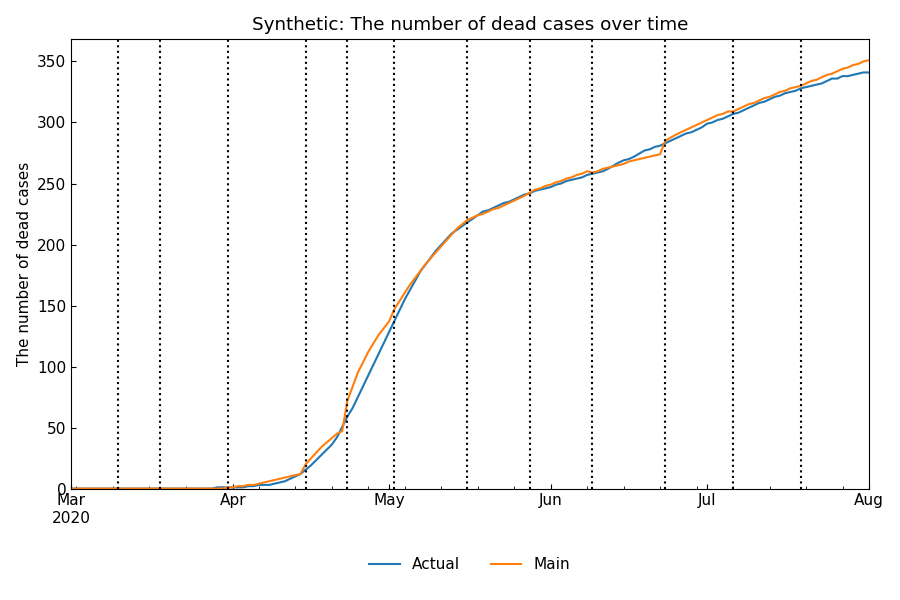 Synthetic: The number of dead cases over time
The number of dead cases
350
300
250
200
150
100
50
0
Mar Apr May Jun Jul Aug
2020
Actual Main